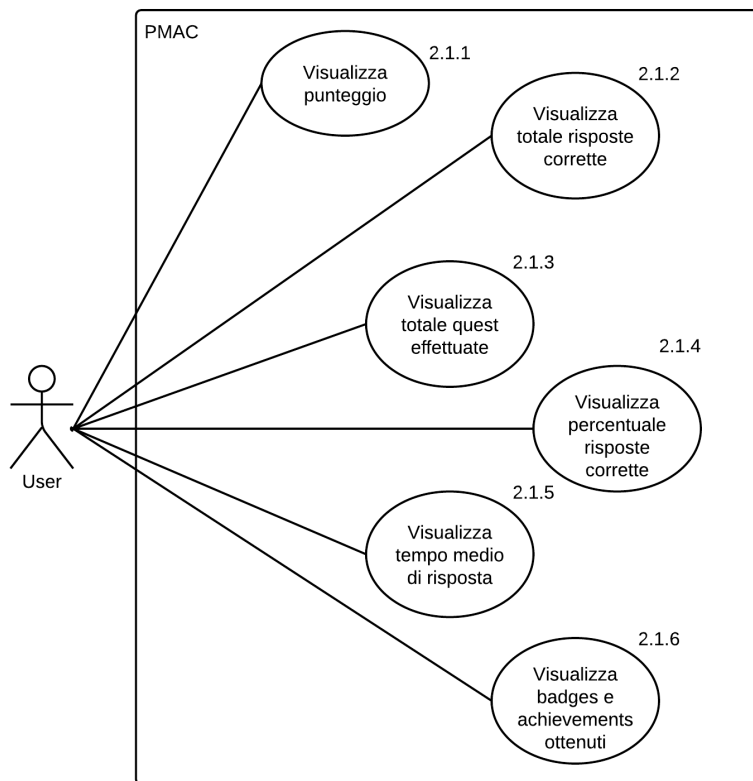 PMAC
2.1.1
Visualizza
punteggio
2.1.2
Visualizza
totale risposte
corrette
2.1.3
Visualizza
totale quest
effettuate
2.1.4
Visualizza
percentuale
risposte
corrette
User
2.1.5
Visualizza
tempo medio
di risposta
2.1.6
Visualizza
badges e
achievements
ottenuti